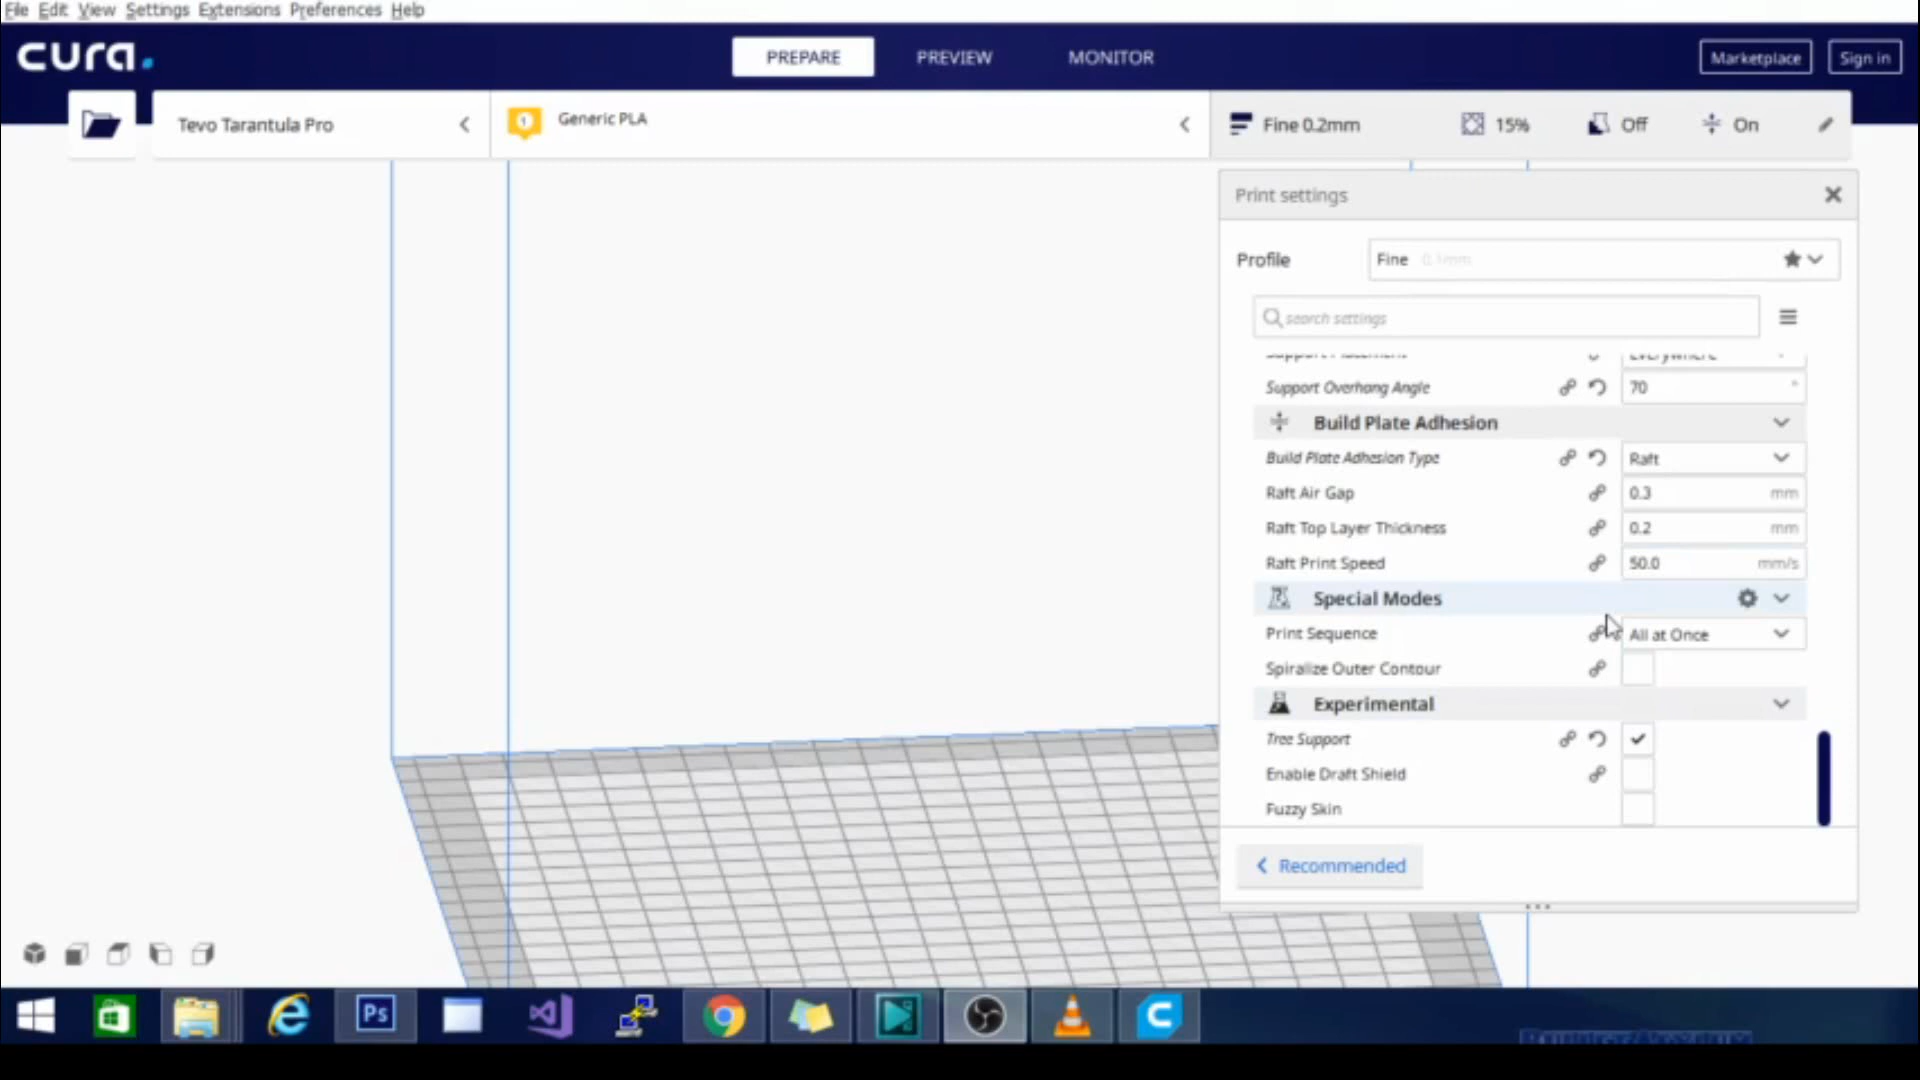 File Edit View Settings Extensions Preferences Help
cura.
PREPARE PREVIEW MONITOR
Marketplace Sign in
Tevo Tarantula Pro
1 Generic PLA
Fine 0.2mm 15% Off On
Print settings
Profile Fine 0.1mm
search settings
Support Overhang Angle 70 °
Build Plate Adhesion
Build Plate Adhesion Type Raft
Raft Air Gap 0.3 mm
Raft Top Layer Thickness 0.2 mm
Raft Print Speed 50.0 mm/s
Special Modes
Print Sequence All at Once
Spiralize Outer Contour
Experimental
Tree Support
Enable Draft Shield
Fuzzy Skin
Recommended
Ps